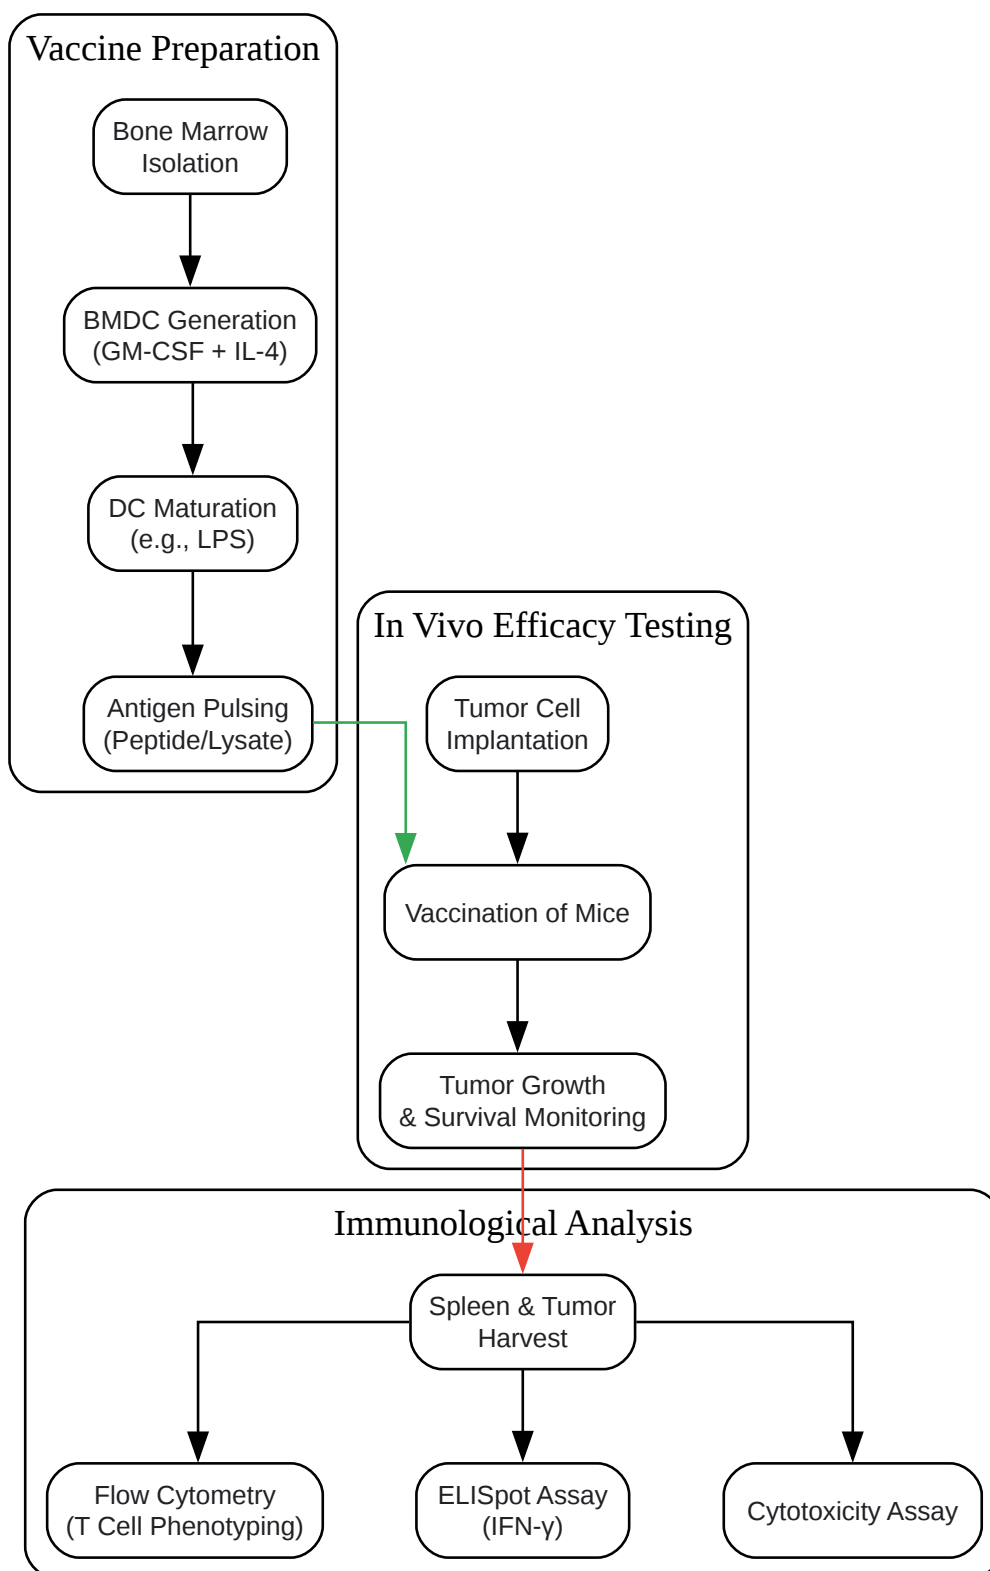 Vaccine Preparation
Bone Marrow
Isolation
BMDC Generation
(GM-CSF + IL-4)
DC Maturation
(e.g., LPS)
Antigen Pulsing
(Peptide/Lysate)
In Vivo Efficacy Testing
Tumor Cell
Implantation
Vaccination of Mice
Tumor Growth
& Survival Monitoring
Immunological Analysis
Spleen & Tumor
Harvest
Flow Cytometry
(T Cell Phenotyping)
ELISpot Assay
(IFN-γ)
Cytotoxicity Assay